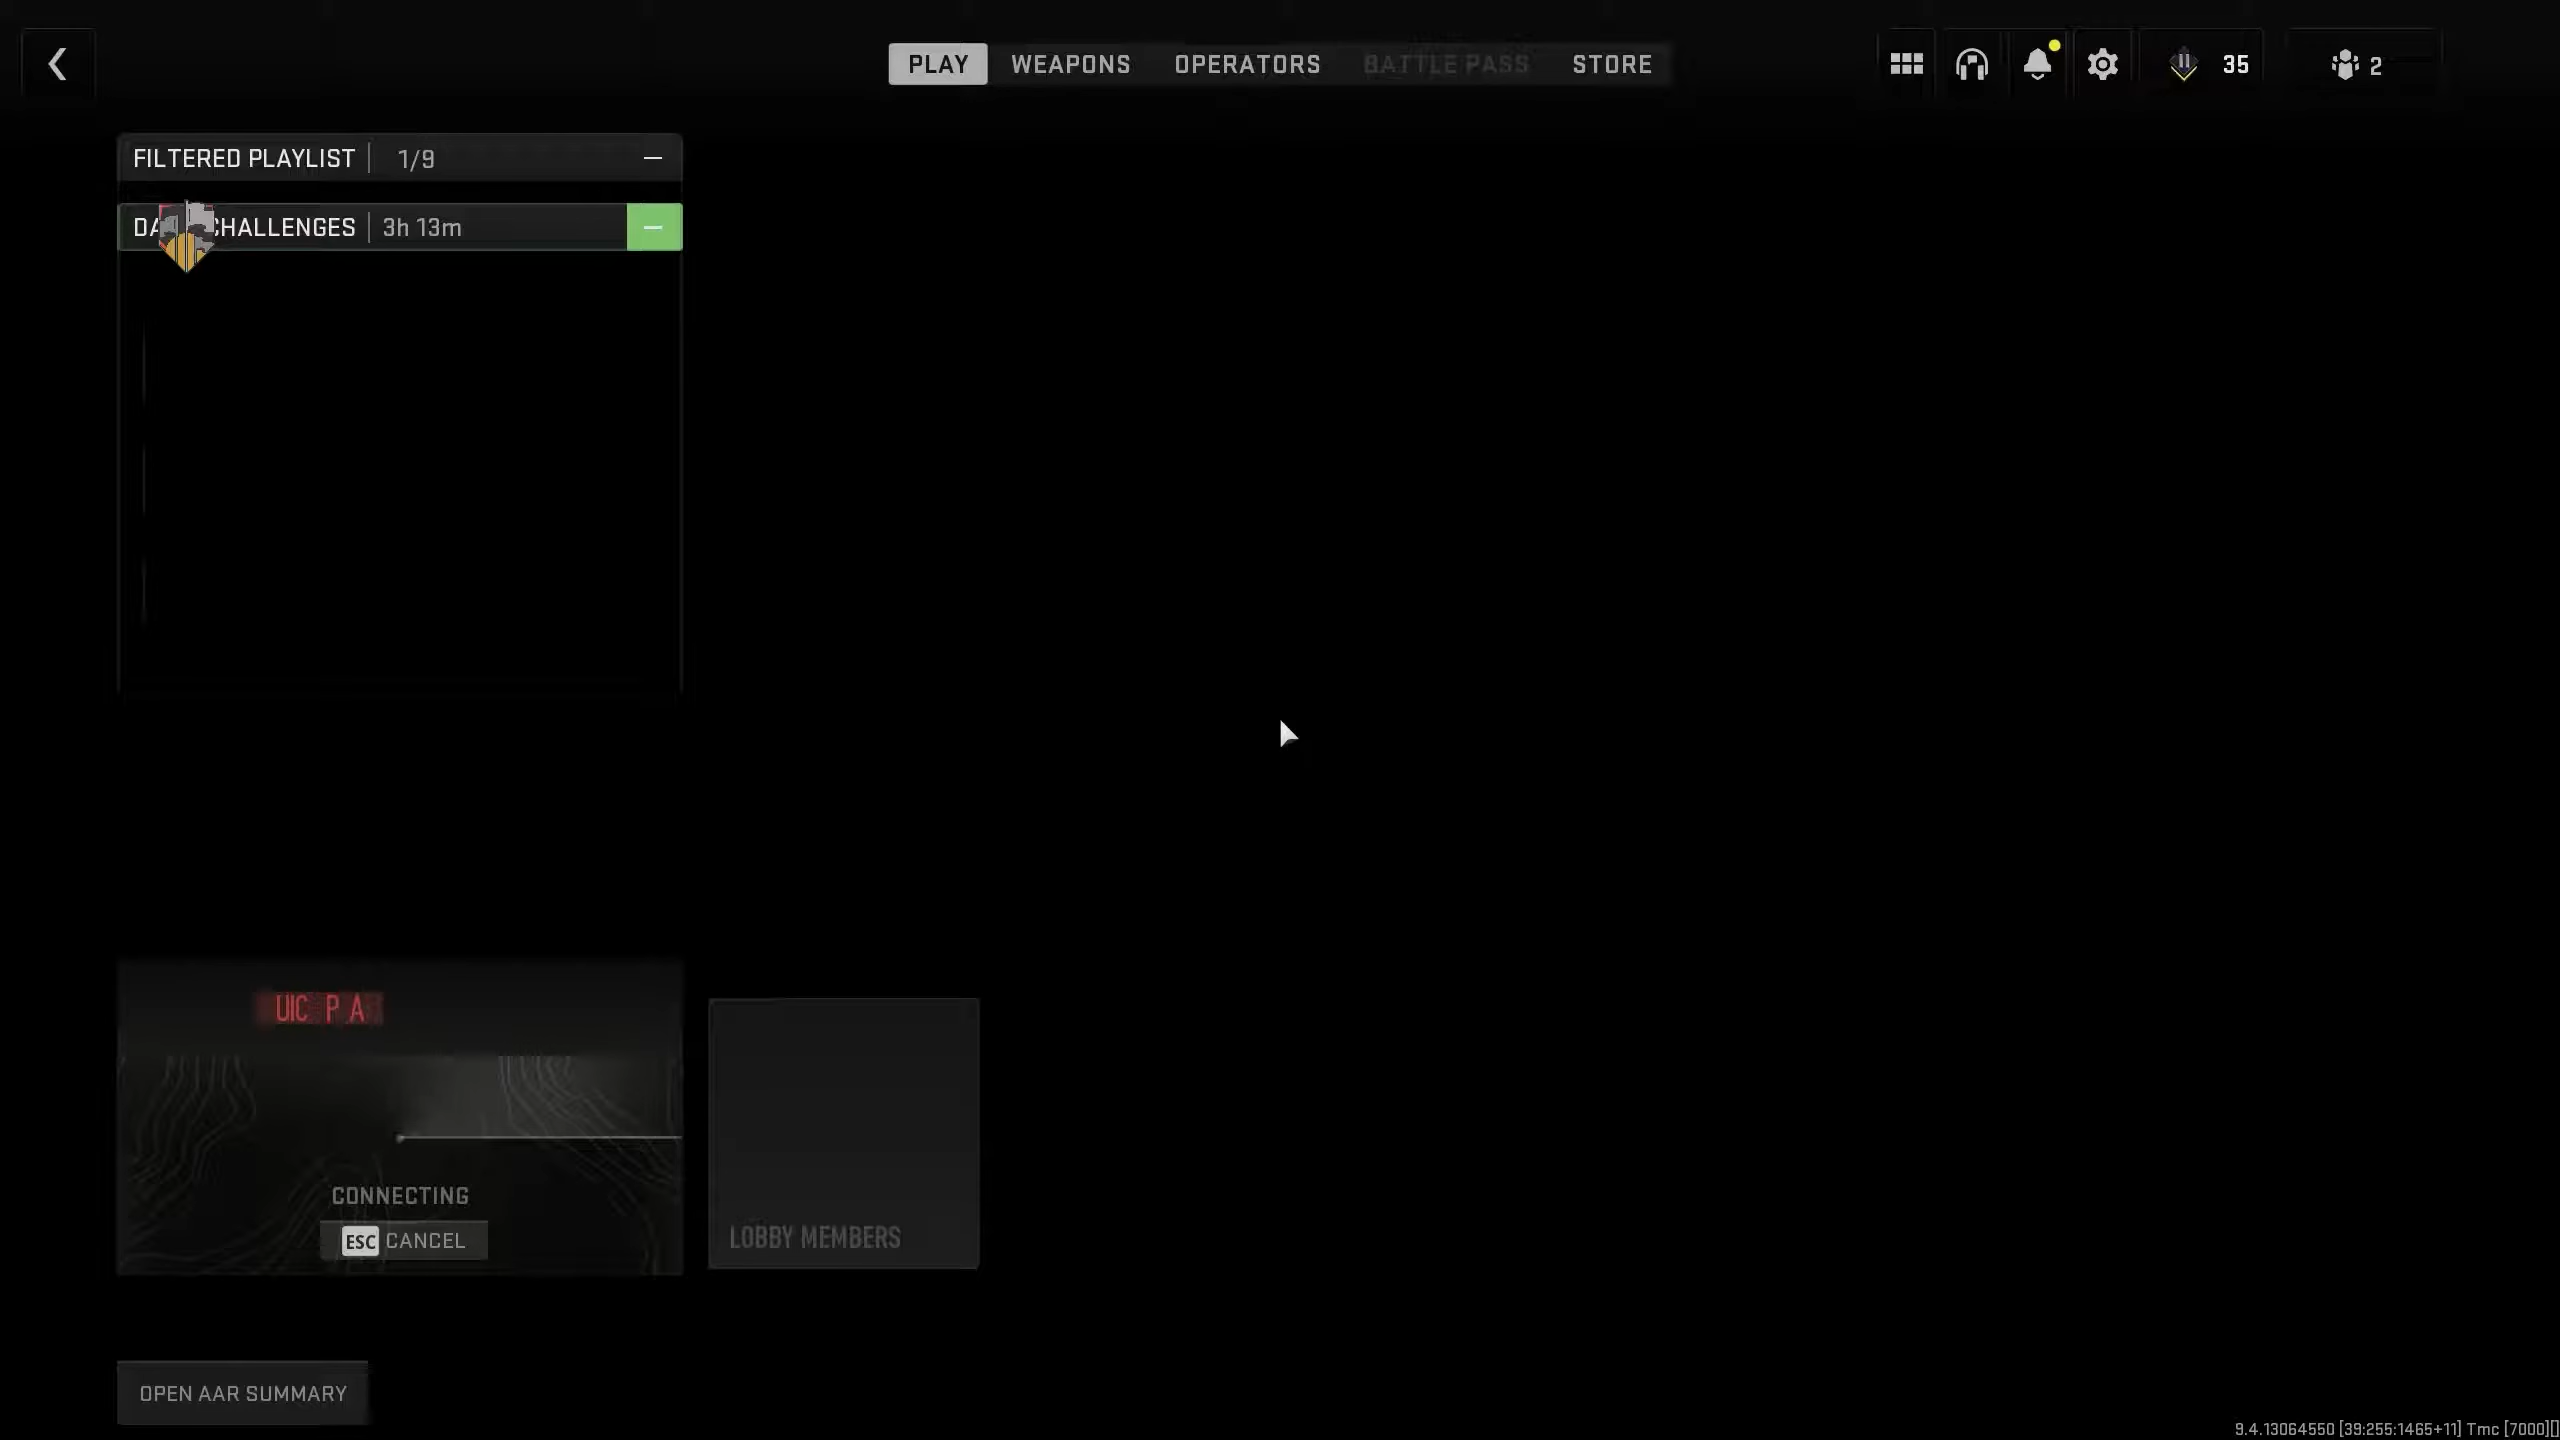 PLAY WEAPONS OPERATORS BATTLE PASS STORE 35 2
FILTERED PLAYLIST 1/9
CHALLENGES 3h 13m
CONNECTING
ESC CANCEL
LOBBY MEMBERS
OPEN AAR SUMMARY
9.4.13064550 [39:255:1465+11] Tmc [7000][]